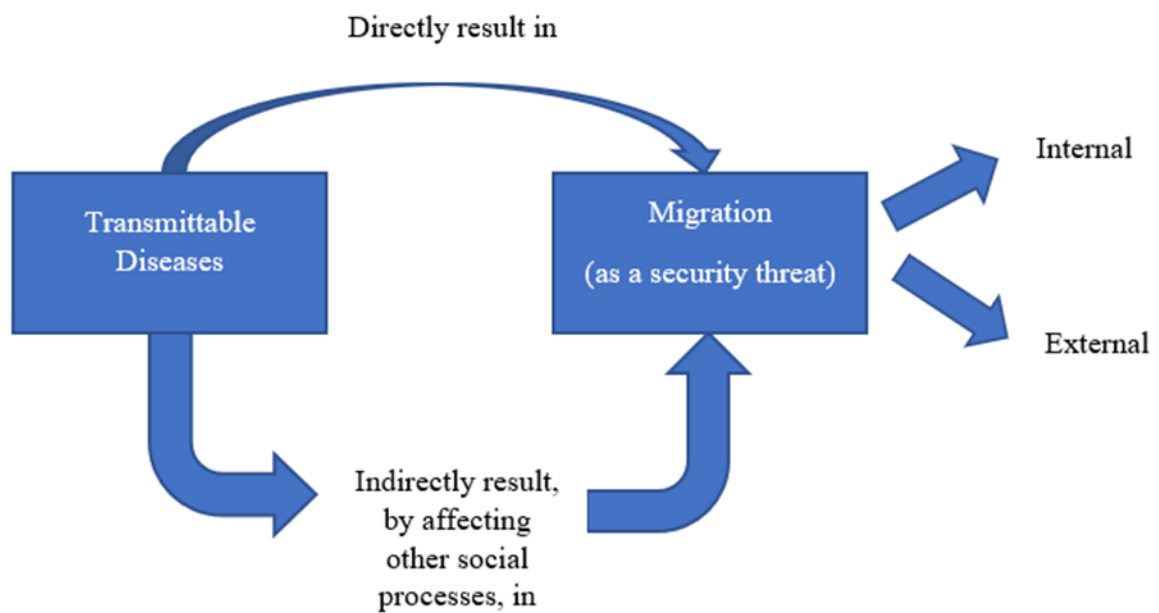 Directly result in
Transmittable
Diseases
Migration
(as a security threat)
Internal
External
Indirectly result,
by affecting
other social
processes, in